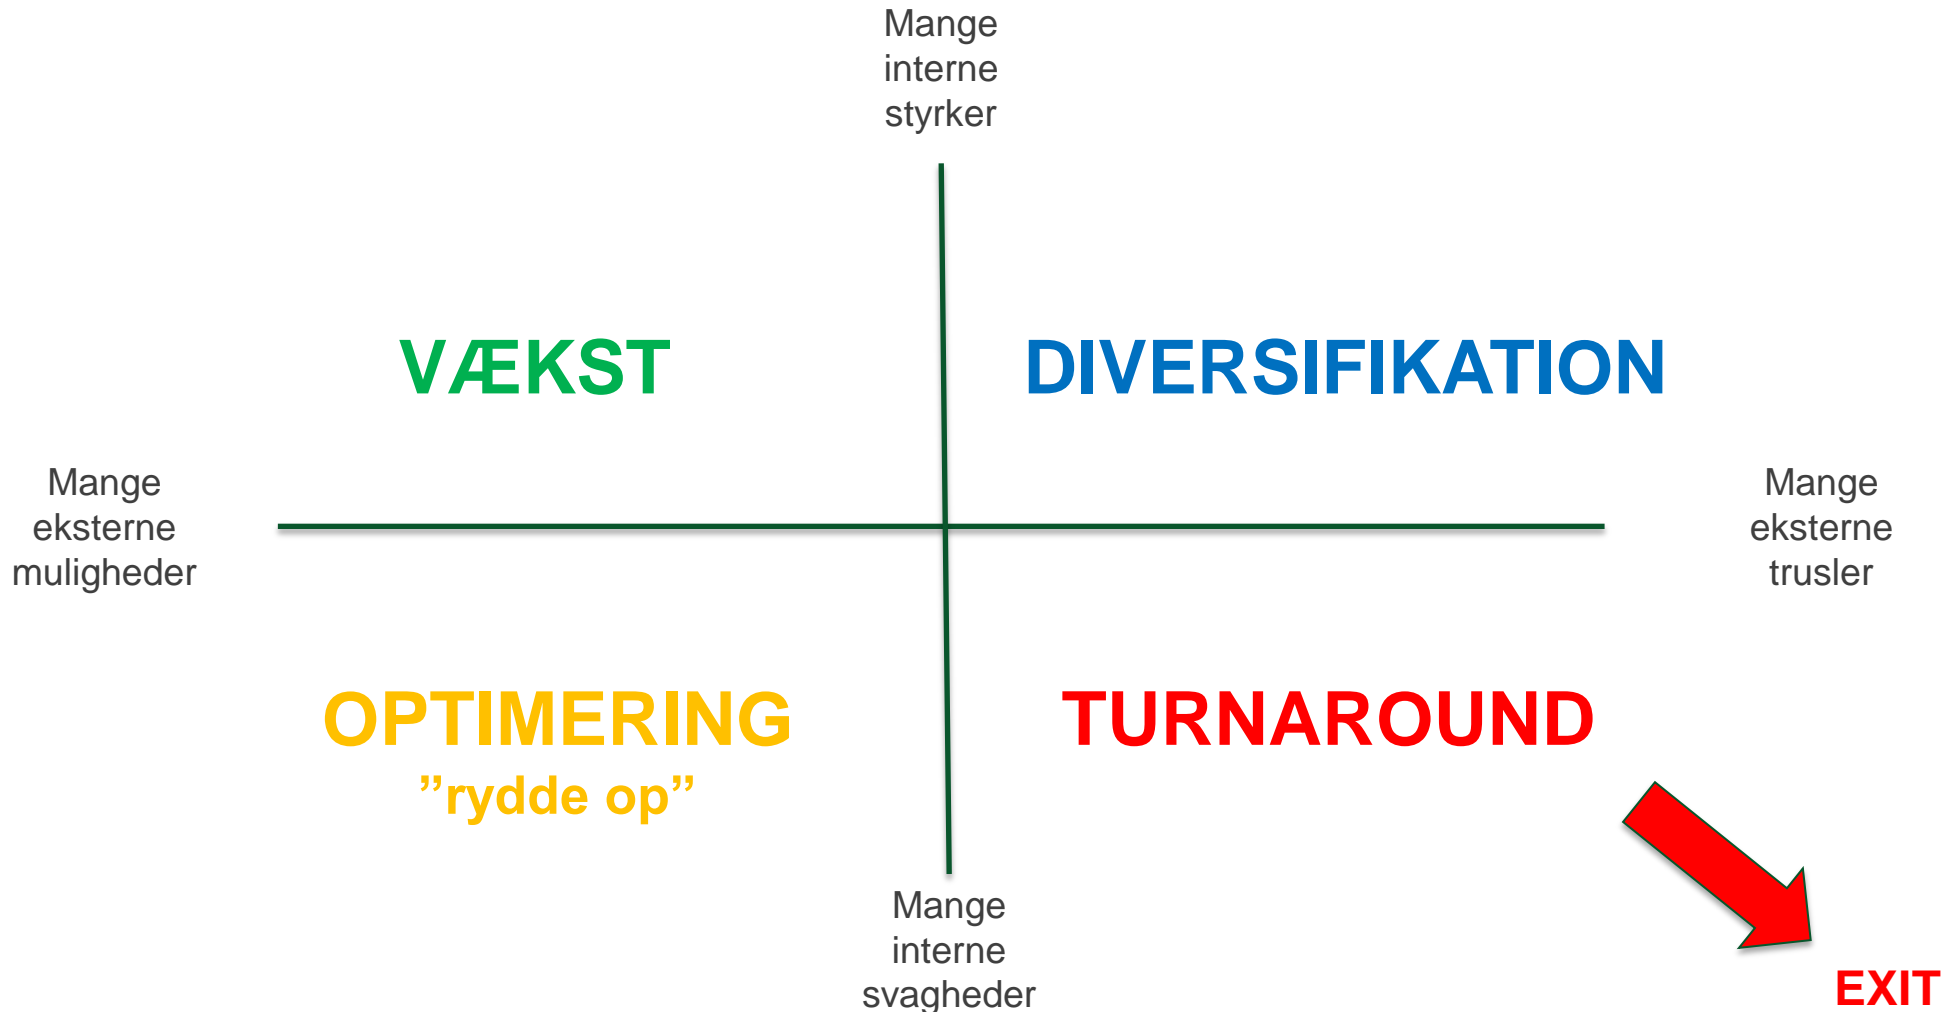 Mange
interne
styrker
VÆKST
DIVERSIFIKATION
Mange
eksterne
muligheder
Mange
eksterne
trusler
OPTIMERING
”rydde op”
TURNAROUND
Mange
interne
svagheder
EXIT